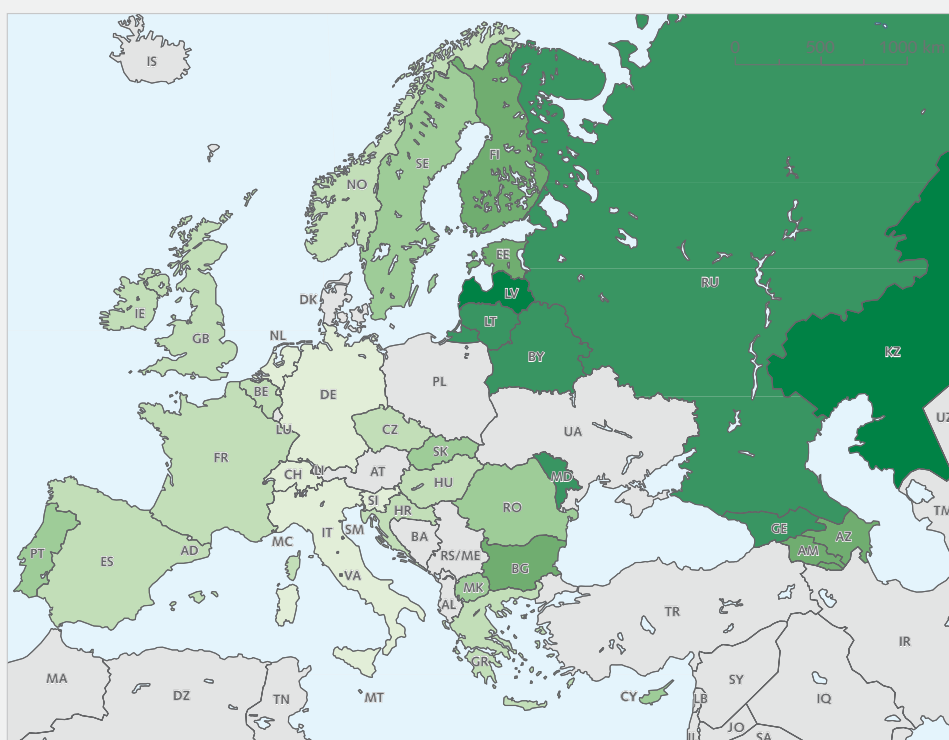 0 500 1000 km
IS
SE
FI
NO
EE
RU
DK
LV
IE
LT
GB
NL
BY
KZ
PL
BE
DE
UZ
LU
CZ
UA
FR
SK
CH
LI
AT
MD
HU
SI
TM
HR
RO
IT
SM
GE
BA
AZ
MC
PT
AD
RS/ME
AM
ES
VA
BG
MK
AL
TR
IR
GR
MA
SY
DZ
TN
MT
CY
LB
IQ
JO
IL
SA